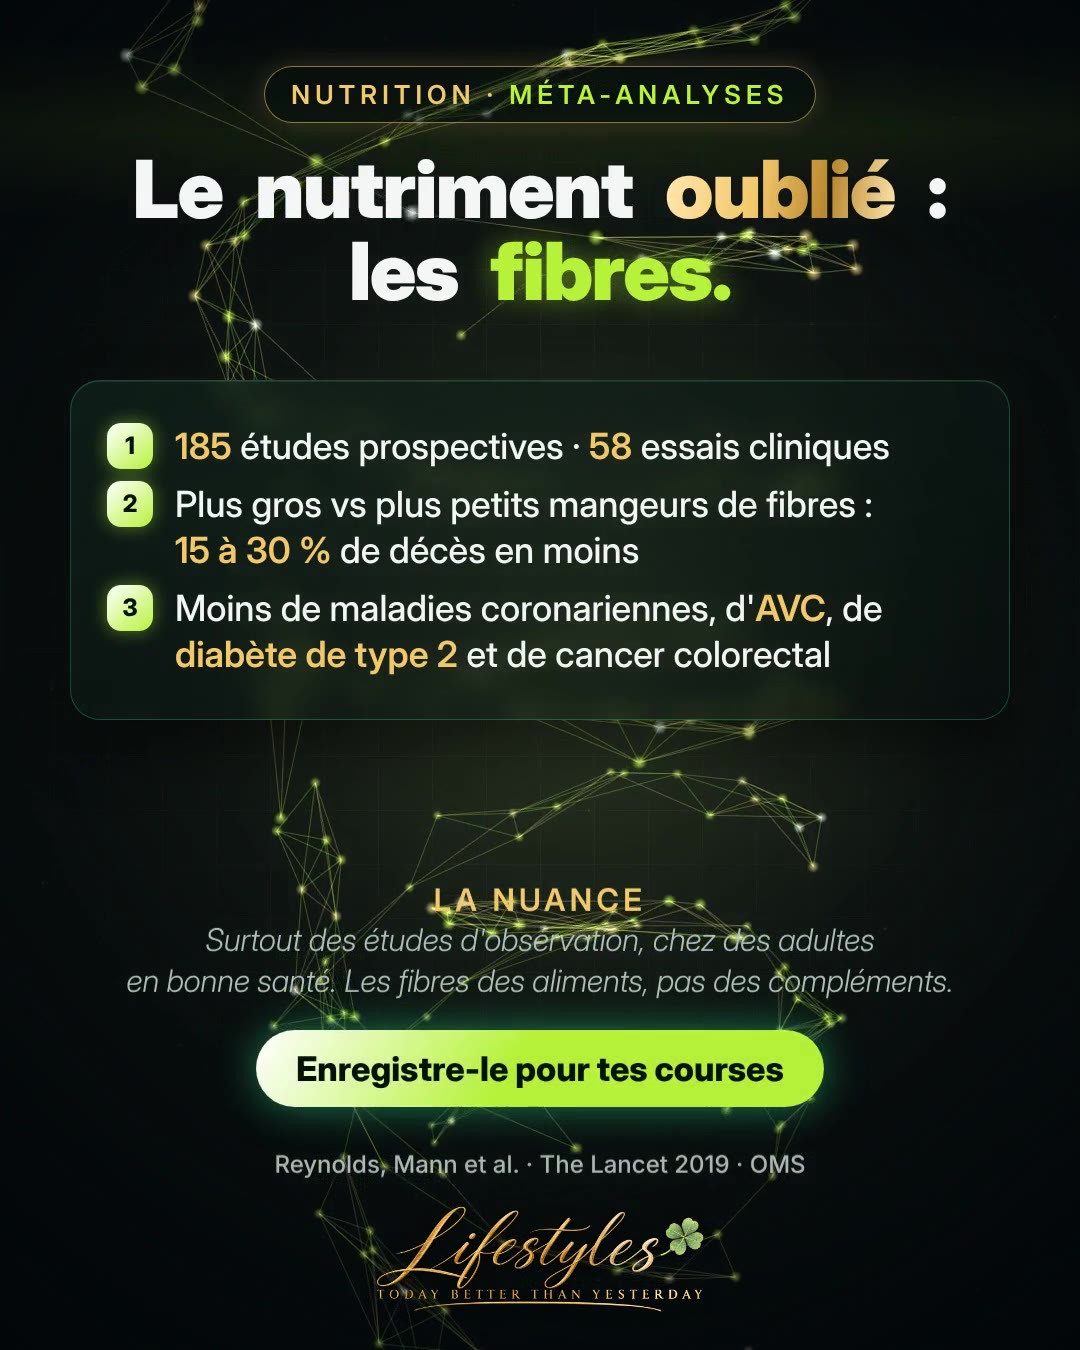 NUTRITION · MÉTA-ANALYSES
Le nutriment oublié :
les fibres.
1 185 études prospectives · 58 essais cliniques
2 Plus gros vs plus petits mangeurs de fibres :
15 à 30 % de décès en moins
3 Moins de maladies coronariennes, d'AVC, de
diabète de type 2 et de cancer colorectal
LA NUANCE
Surtout des études d'observation, chez des adultes
en bonne santé. Les fibres des aliments, pas des compléments.
Enregistre-le pour tes courses
Reynolds, Mann et al. · The Lancet 2019 · OMS
Lifestyles
TODAY BETTER THAN YESTERDAY